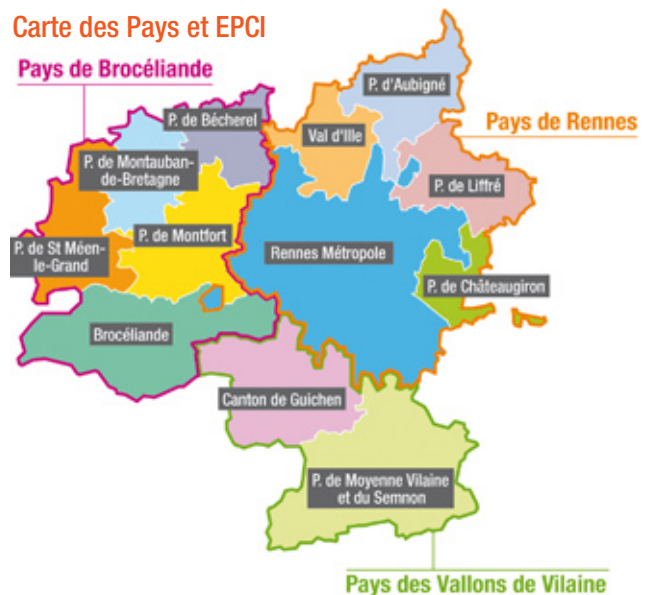 Carte des Pays et EPCI
Pays de Brocéliande
P. d'Aubigné
P. de Bécherel
Val d'Ille
Pays de Rennes
P. de Montauban-
de-Bretagne
P. de Liffré
P. de Montfort
P. de St Méen-
le-Grand
Rennes Métropole
P. de Châteaugiron
Brocéliande
Canton de Guichen
P. de Moyenne Vilaine
et du Semnon
Pays des Vallons de Vilaine